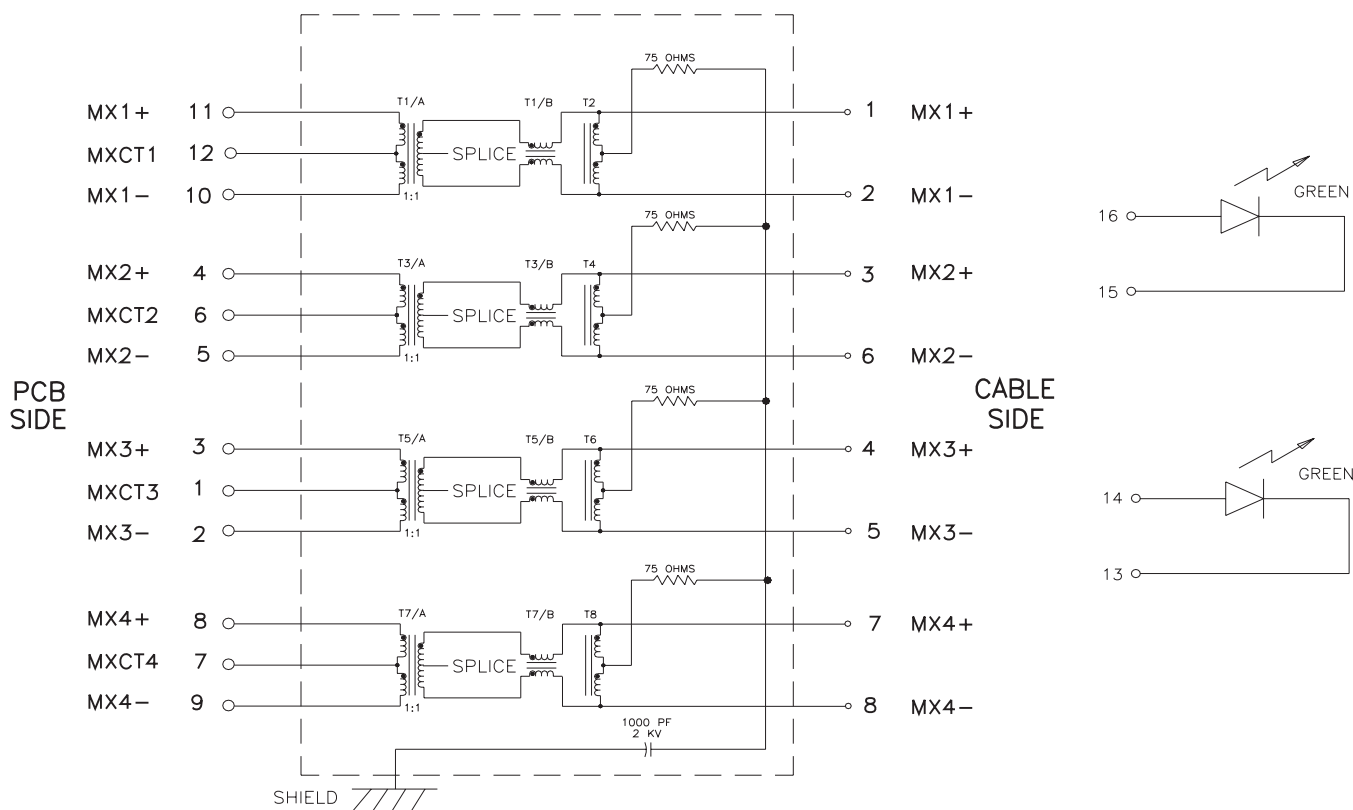 75 OHMS
T1/A T1/B T2
MX1+ 11 1 MX1+
MXCT1 12 SPLICE
MX1- 10 1:1 2 MX1-
GREEN
16
15
75 OHMS
T3/A T3/B T4
MX2+ 4 3 MX2+
MXCT2 6 SPLICE
MX2- 5 1:1 6 MX2-
PCB
SIDE
CABLE
SIDE
75 OHMS
T5/A T5/B T6
MX3+ 3 4 MX3+
MXCT3 1 SPLICE
MX3- 2 1:1 5 MX3-
GREEN
14
13
75 OHMS
T7/A T7/B T8
MX4+ 8 7 MX4+
MXCT4 7 SPLICE
MX4- 9 1:1 8 MX4-
1000 PF
2 KV
SHIELD